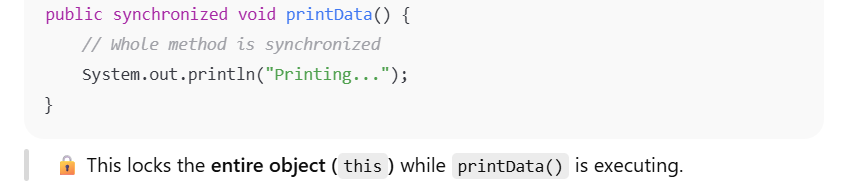 public synchronized void printData() {
    // Whole method is synchronized
    System.out.println("Printing...");
}
🔒 This locks the entire object (this) while printData() is executing.